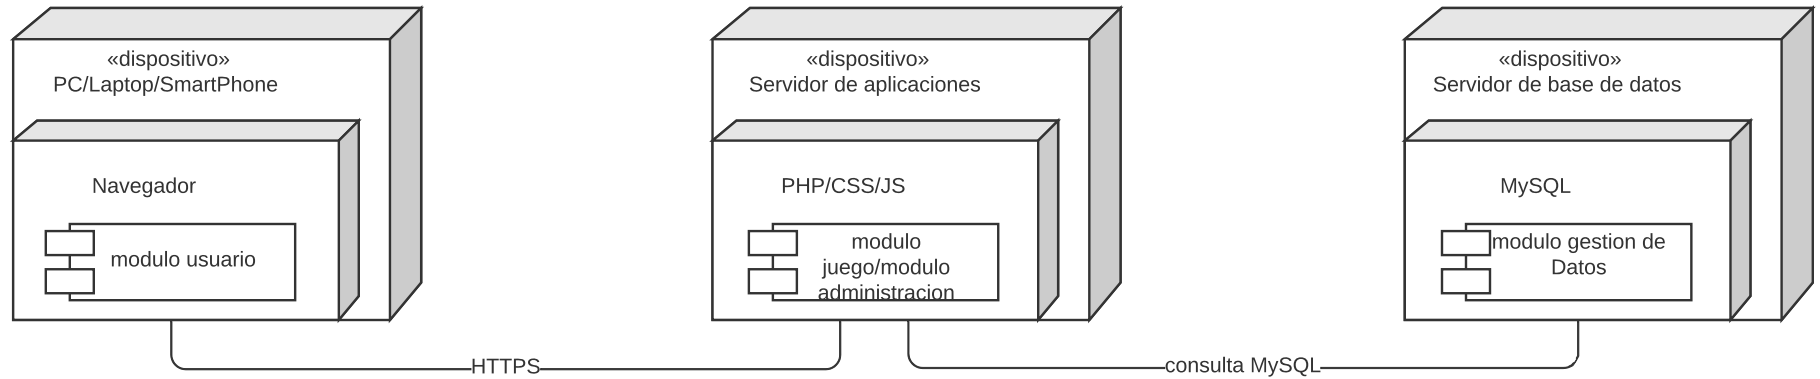 «dispositivo»
PC/Laptop/SmartPhone
Navegador
modulo usuario
«dispositivo»
Servidor de aplicaciones
PHP/CSS/JS
modulo
juego/modulo
administracion
«dispositivo»
Servidor de base de datos
MySQL
modulo gestion de
Datos
HTTPS
consulta MySQL